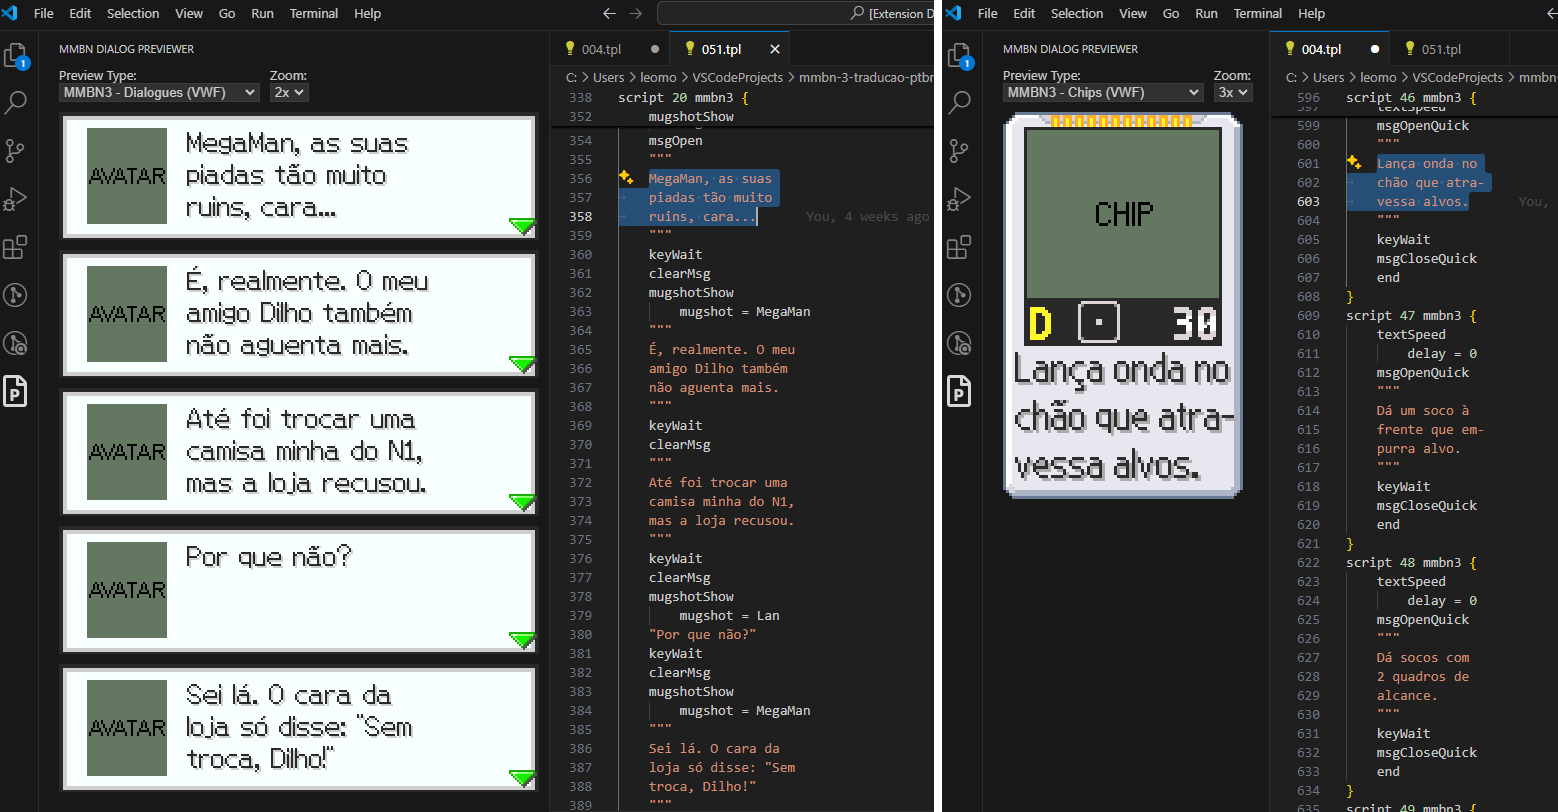 File Edit Selection View Go Run Terminal Help
[Extension D
1
MMBN DIALOG PREVIEWER
Preview Type:
MMBN3 - Dialogues (VWF)
Zoom:
2x
AVATAR
MegaMan, as suas
piadas tão muito
ruins, cara...
AVATAR
É, realmente. O meu
amigo Dilho também
não aguenta mais.
AVATAR
Até foi trocar uma
camisa minha do N1,
mas a loja recusou.
AVATAR
Por que não?
AVATAR
Sei lá. O cara da
loja só disse: "Sem
troca, Dilho!"
P
004.tpl
051.tpl
C: > Users > leomo > VSCodeProjects > mmbn-3-traducao-ptbr
338 script 20 mmbn3 {
352 mugshotShow
354 msgOpen
355 """
356 MegaMan, as suas
357 piadas tão muito
358 ruins, cara... You, 4 weeks ago
359 """
360 keyWait
361 clearMsg
362 mugshotShow
363 mugshot = MegaMan
364 """
365 É, realmente. O meu
366 amigo Dilho também
367 não aguenta mais.
368 """
369 keyWait
370 clearMsg
371 """
372 Até foi trocar uma
373 camisa minha do N1,
374 mas a loja recusou.
375 """
376 keyWait
377 clearMsg
378 mugshotShow
379 mugshot = Lan
380 "Por que não?"
381 keyWait
382 clearMsg
383 mugshotShow
384 mugshot = MegaMan
385 """
386 Sei lá. O cara da
387 loja só disse: "Sem
388 troca, Dilho!"
389 """
File Edit Selection View Go Run Terminal Help
1
MMBN DIALOG PREVIEWER
Preview Type:
MMBN3 - Chips (VWF)
Zoom:
3x
CHIP
D 30
Lança onda no
chão que atra-
vessa alvos.
P
004.tpl
051.tpl
C: > Users > leomo > VSCodeProjects > mmbn-
596 script 46 mmbn3 {
597 textSpeed
599 msgOpenQuick
600 """
601 Lança onda no
602 chão que atra-
603 vessa alvos. You,
604 """
605 keyWait
606 msgCloseQuick
607 end
608 }
609 script 47 mmbn3 {
610 textSpeed
611 delay = 0
612 msgOpenQuick
613 """
614 Dá um soco à
615 frente que em-
616 purra alvo.
617 """
618 keyWait
619 msgCloseQuick
620 end
621 }
622 script 48 mmbn3 {
623 textSpeed
624 delay = 0
625 msgOpenQuick
626 """
627 Dá socos com
628 2 quadros de
629 alcance.
630 """
631 keyWait
632 msgCloseQuick
633 end
634 }
635 script 49 mmbn3 {